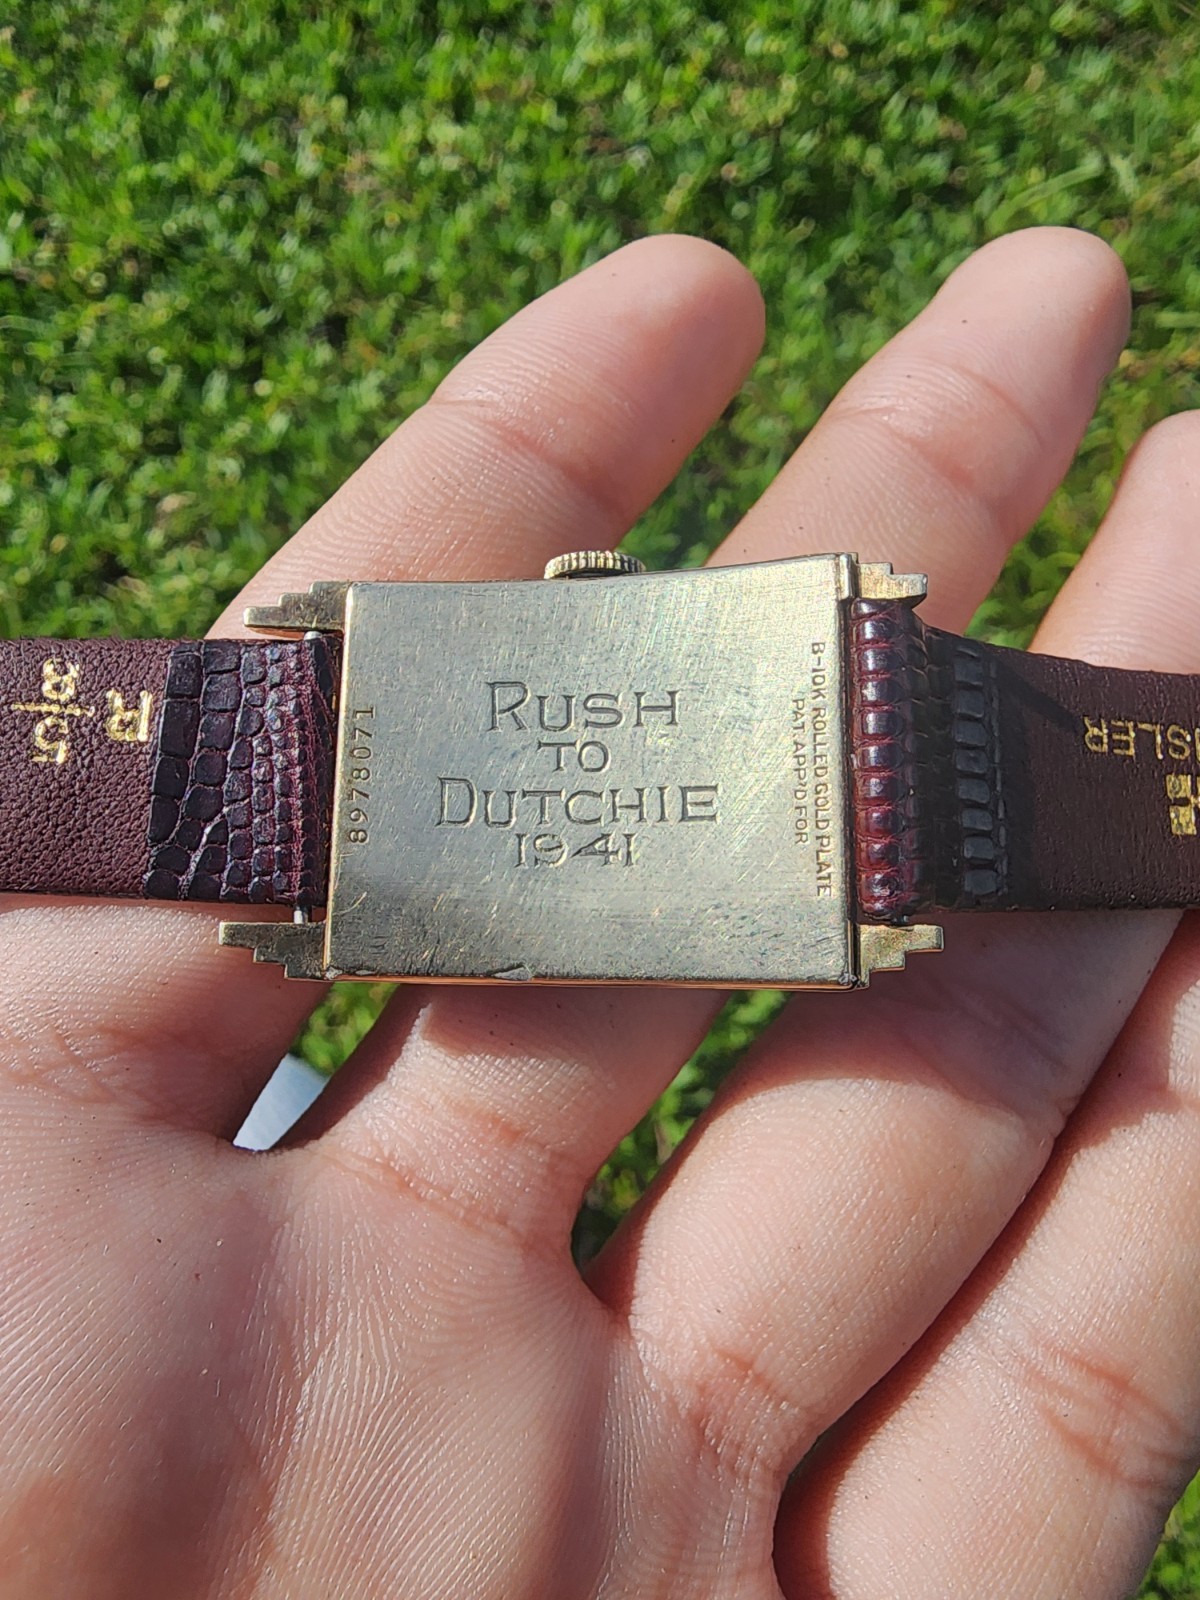 RUSH
TO
DUTCHIE
1941
8978071
B-10K ROLLED GOLD PLATE
PAT. APP'D FOR
R